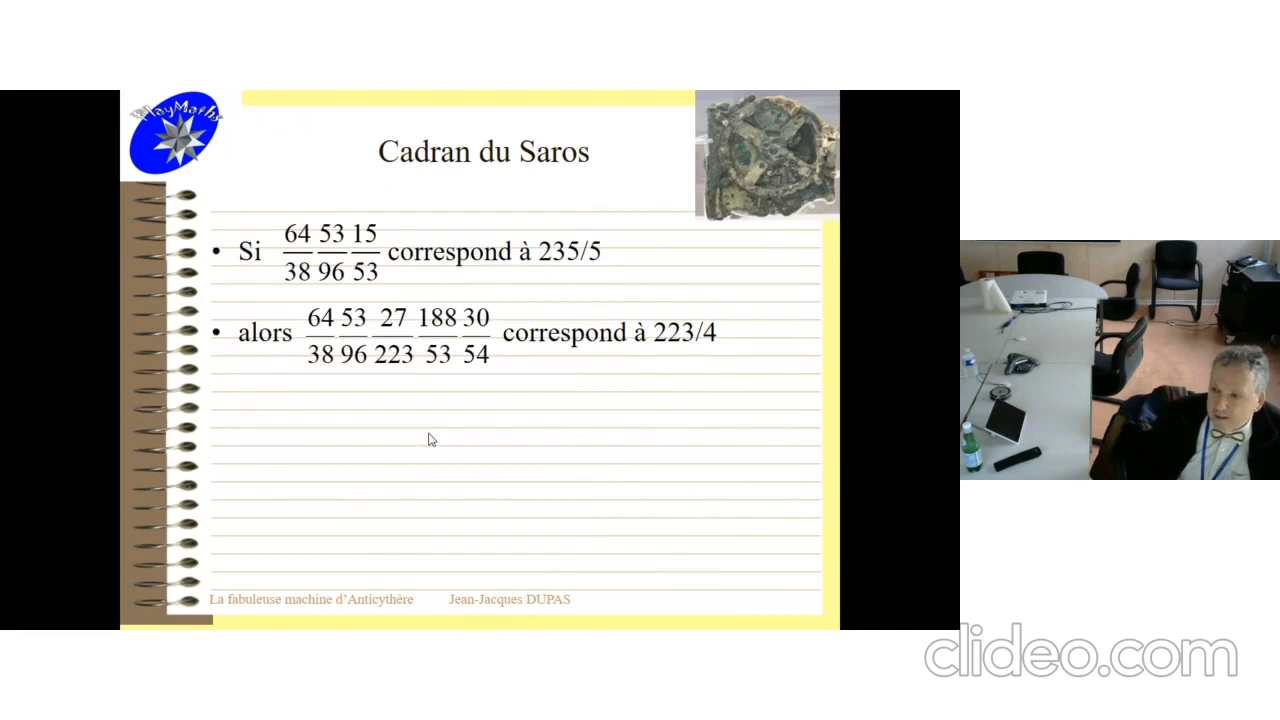 PlayMaths
Cadran du Saros
• Si 64/38 53/96 15/53 correspond à 235/5
• alors 64/38 53/96 27/223 188/53 30/54 correspond à 223/4
La fabuleuse machine d'Anticythère Jean-Jacques DUPAS
clideo.com